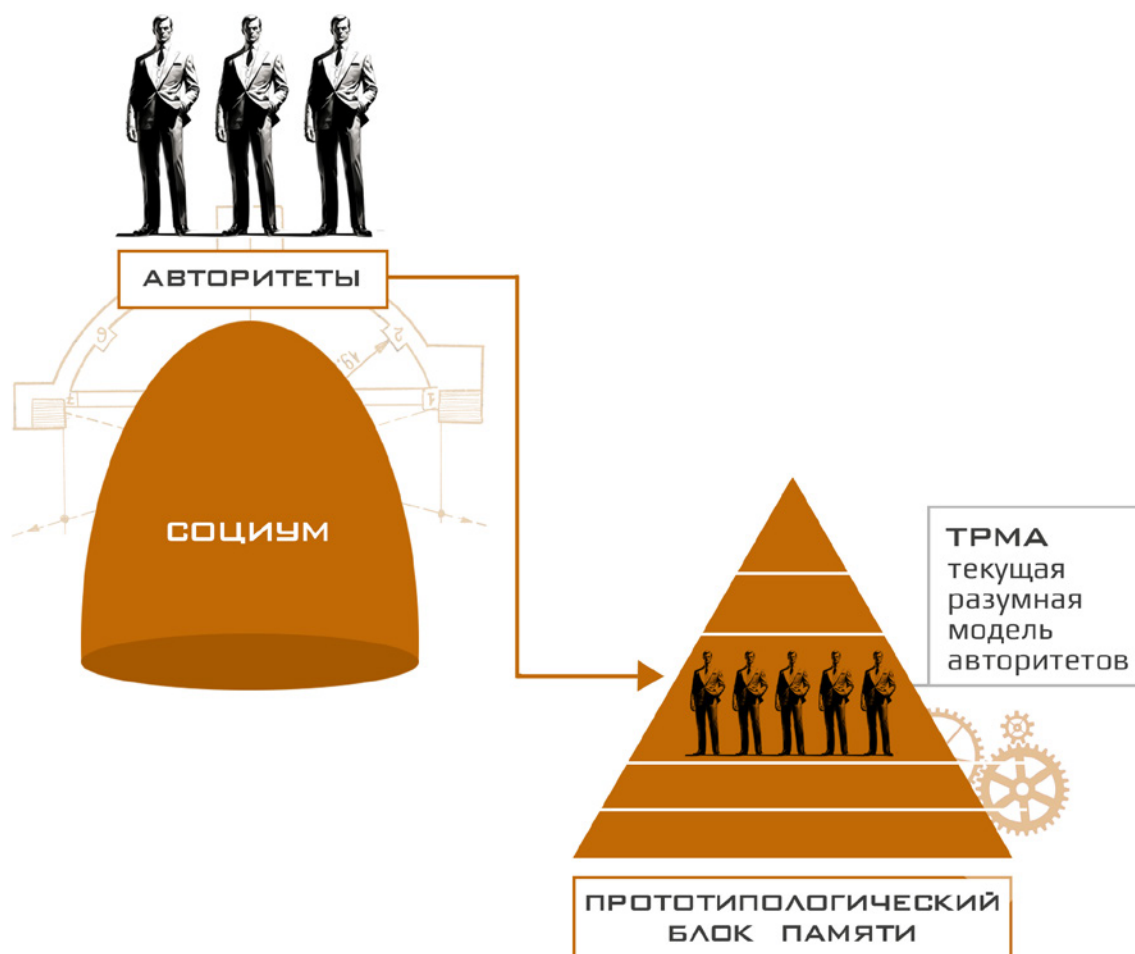 АВТОРИТЕТЫ
СОЦИУМ
ТРМА
текущая
разумная
модель
авторитетов
ПРОТОТИПОЛОГИЧЕСКИЙ
БЛОК ПАМЯТИ